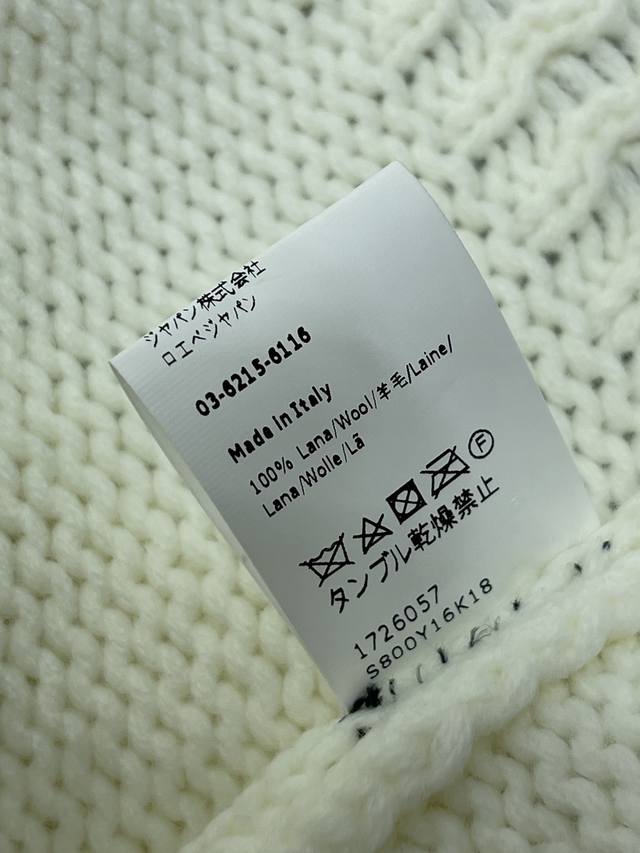 ジャパン株式会社
ロエベジャパン
03-6215-6116
Made in Italy
100% Lana/Wool/羊毛/Laine/
Lana/Wolle/Lã
F
タンブル乾燥禁止
1726057
S800Y16K18